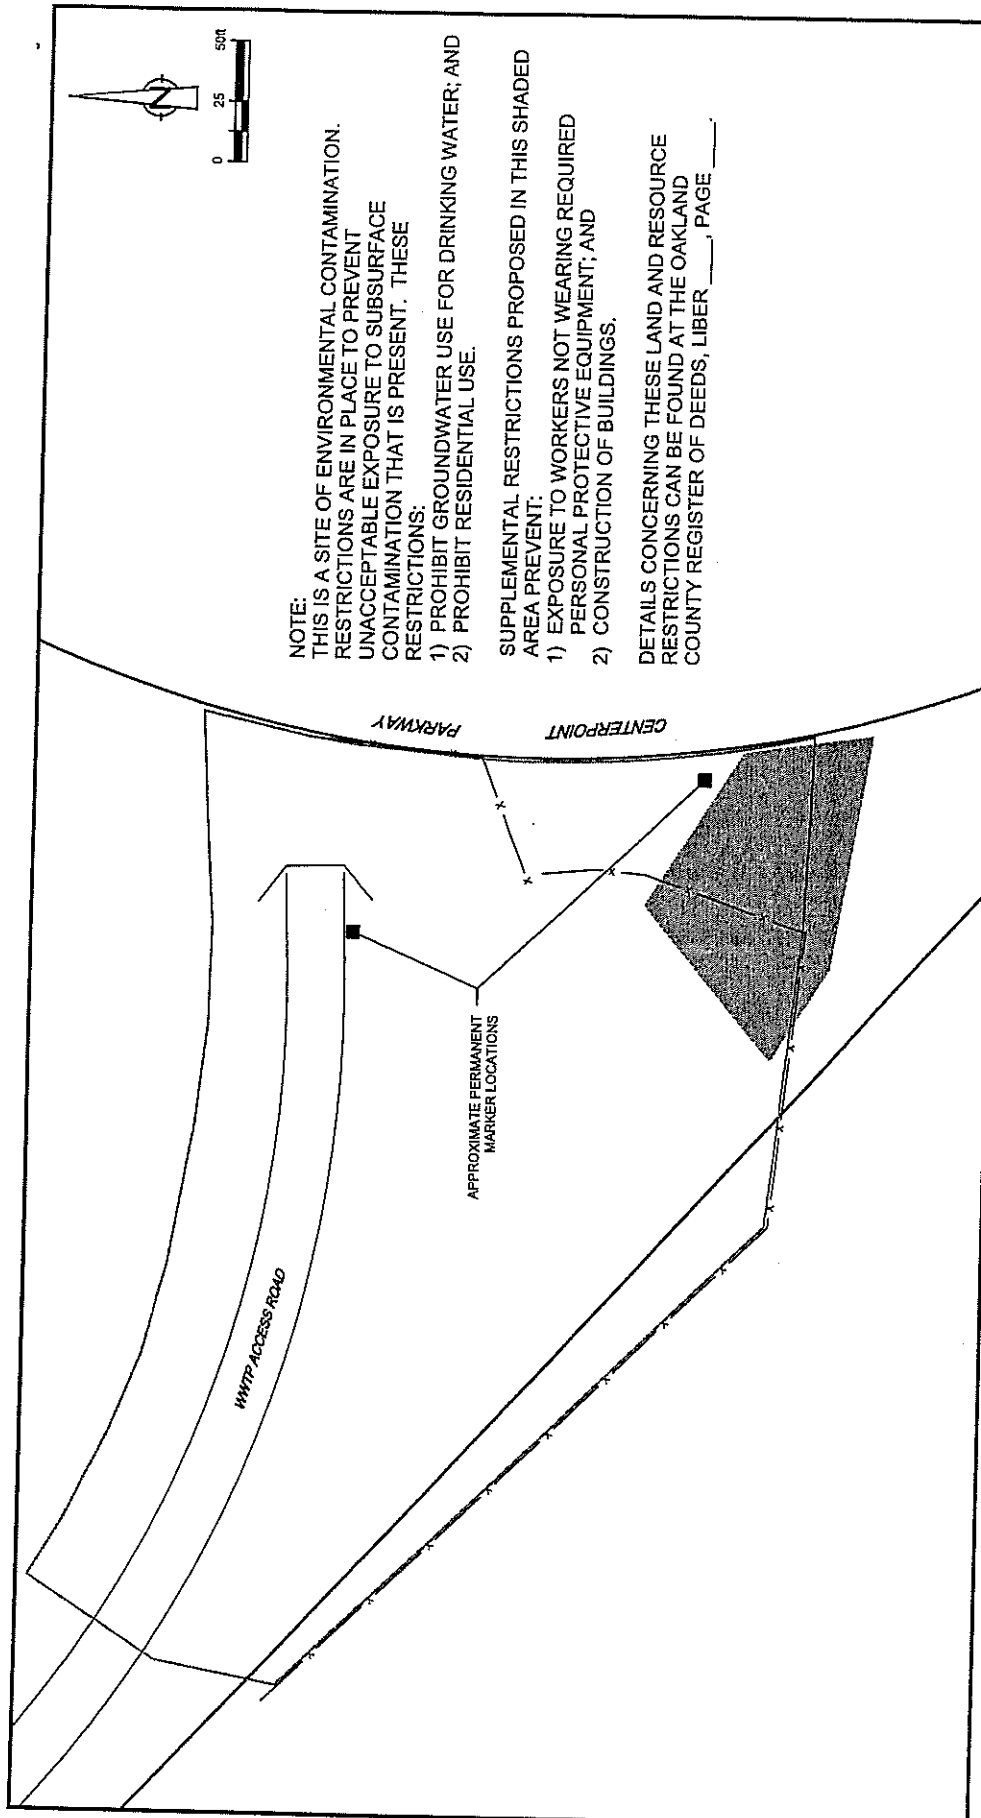 N
0 25 50ft
NOTE:
THIS IS A SITE OF ENVIRONMENTAL CONTAMINATION.
RESTRICTIONS ARE IN PLACE TO PREVENT
UNACCEPTABLE EXPOSURE TO SUBSURFACE
CONTAMINATION THAT IS PRESENT. THESE
RESTRICTIONS:
1) PROHIBIT GROUNDWATER USE FOR DRINKING WATER; AND
2) PROHIBIT RESIDENTIAL USE.
SUPPLEMENTAL RESTRICTIONS PROPOSED IN THIS SHADED
AREA PREVENT:
1) EXPOSURE TO WORKERS NOT WEARING REQUIRED
PERSONAL PROTECTIVE EQUIPMENT; AND
2) CONSTRUCTION OF BUILDINGS.
DETAILS CONCERNING THESE LAND AND RESOURCE
RESTRICTIONS CAN BE FOUND AT THE OAKLAND
COUNTY REGISTER OF DEEDS, LIBER ____, PAGE ____.
CENTERPOINT PARKWAY
APPROXIMATE PERMANENT
MARKER LOCATIONS
WWTP ACCESS ROAD